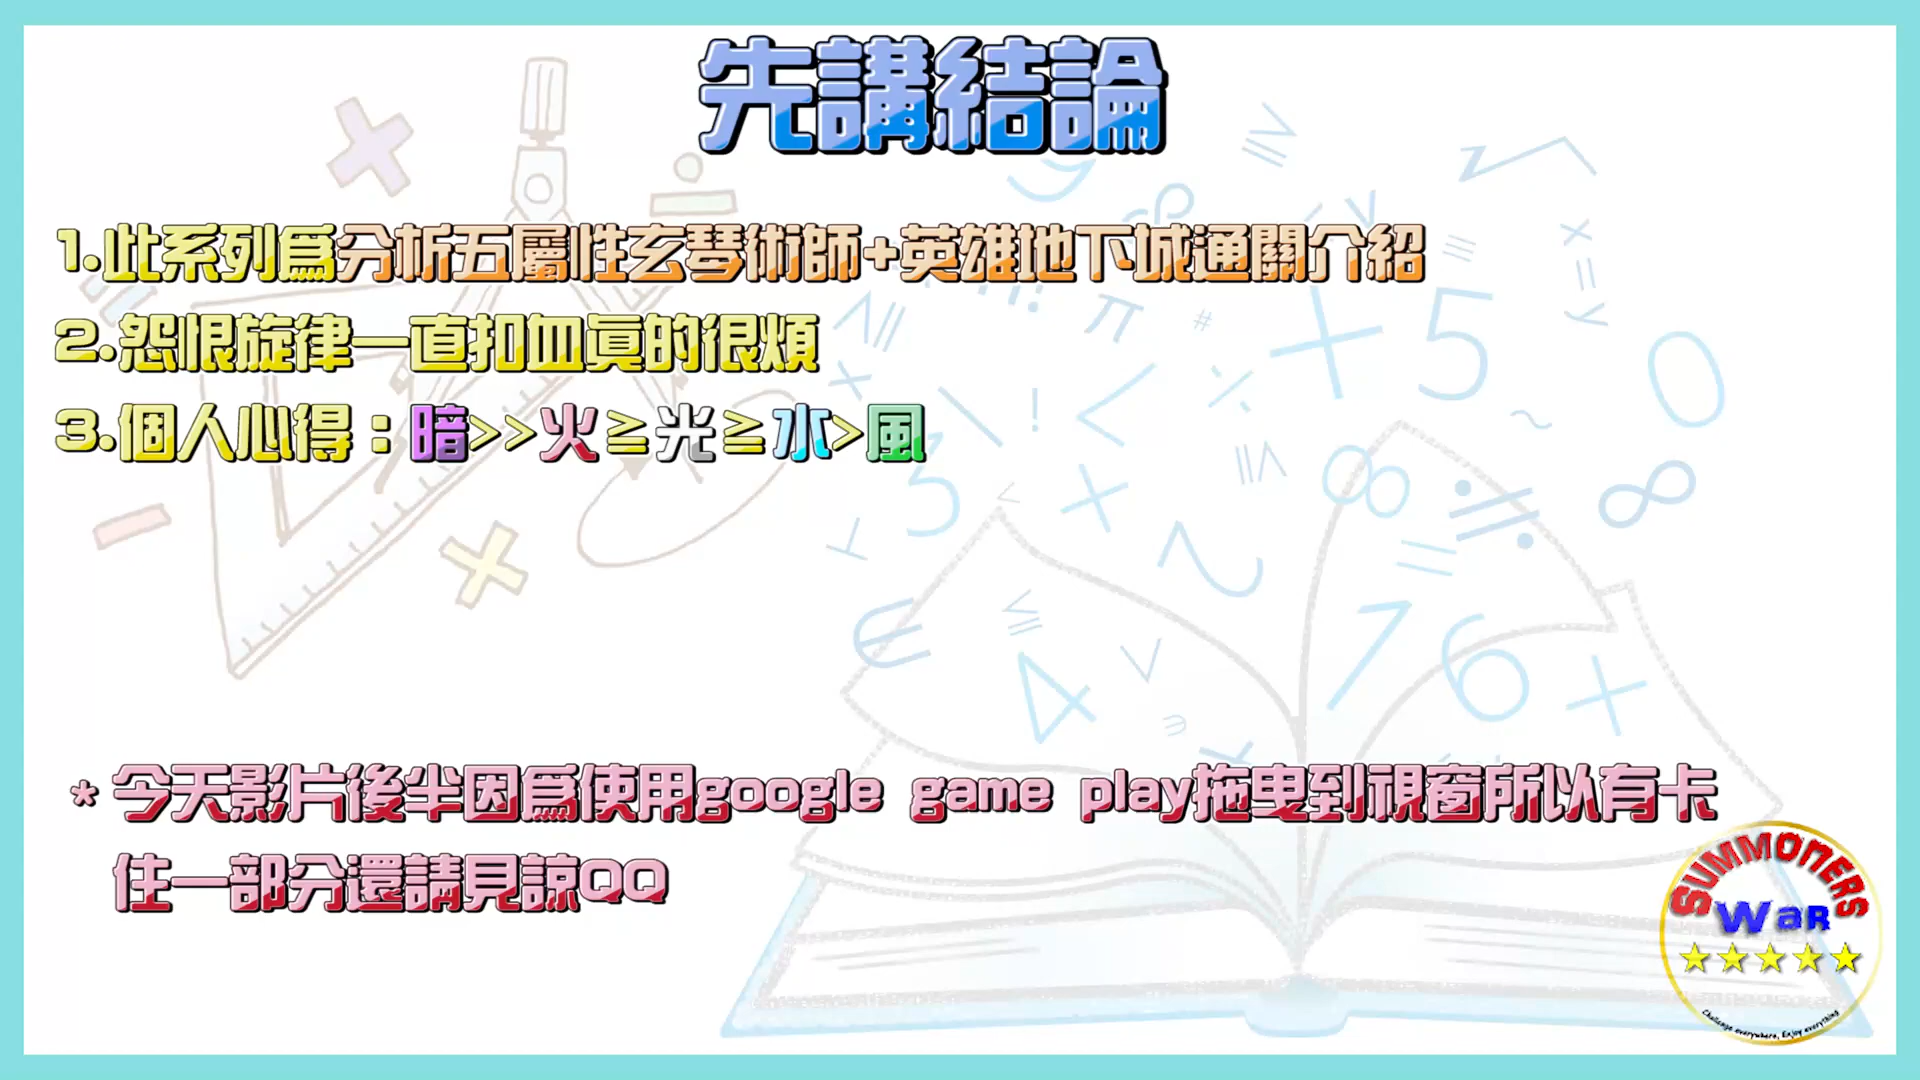 先講結論
1.此系列為分析五屬性玄琴術師+英雄地下城通關介紹
2.怨恨旋律一直扣血真的很煩
3.個人心得：暗>>火≧光≧水>風
* 今天影片後半因為使用google game play拖曳到視窗所以有卡
住一部分還請見諒QQ
SUMMONERS
WaR
Challenge everywhere, Enjoy everything